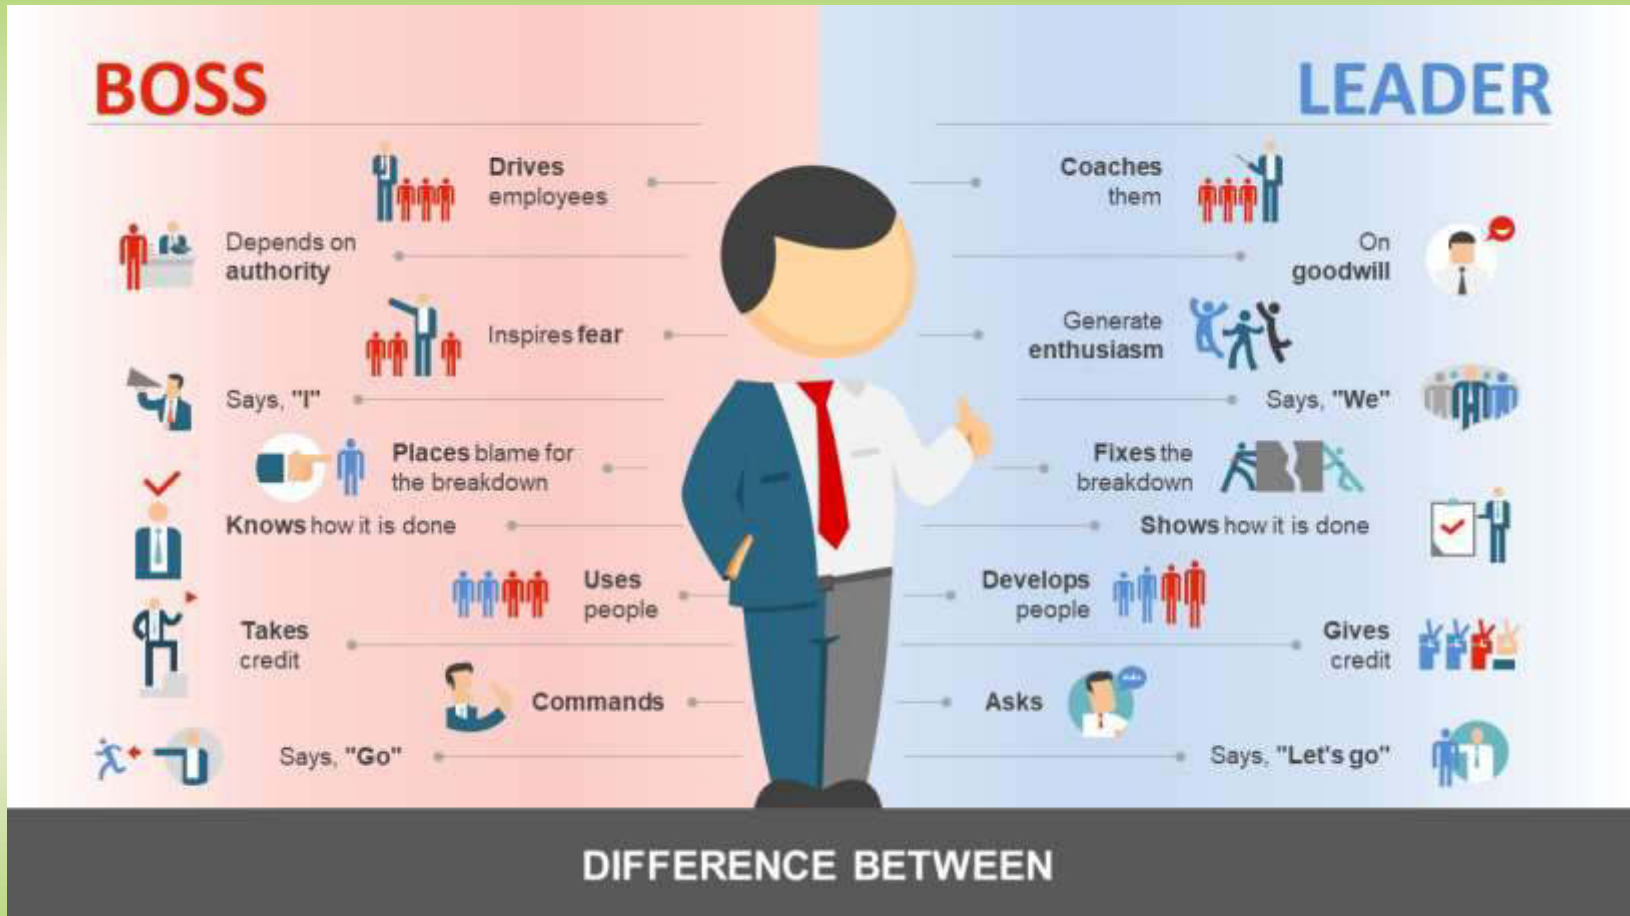 BOSS
LEADER
Drives
employees
Coaches
them
Depends on
authority
On
goodwill
Inspires fear
Generate
enthusiasm
Says, "I"
Says, "We"
Places blame for
the breakdown
Fixes the
breakdown
Knows how it is done
Shows how it is done
Uses
people
Develops
people
Takes
credit
Gives
credit
Commands
Asks
Says, "Go"
Says, "Let's go"
DIFFERENCE BETWEEN